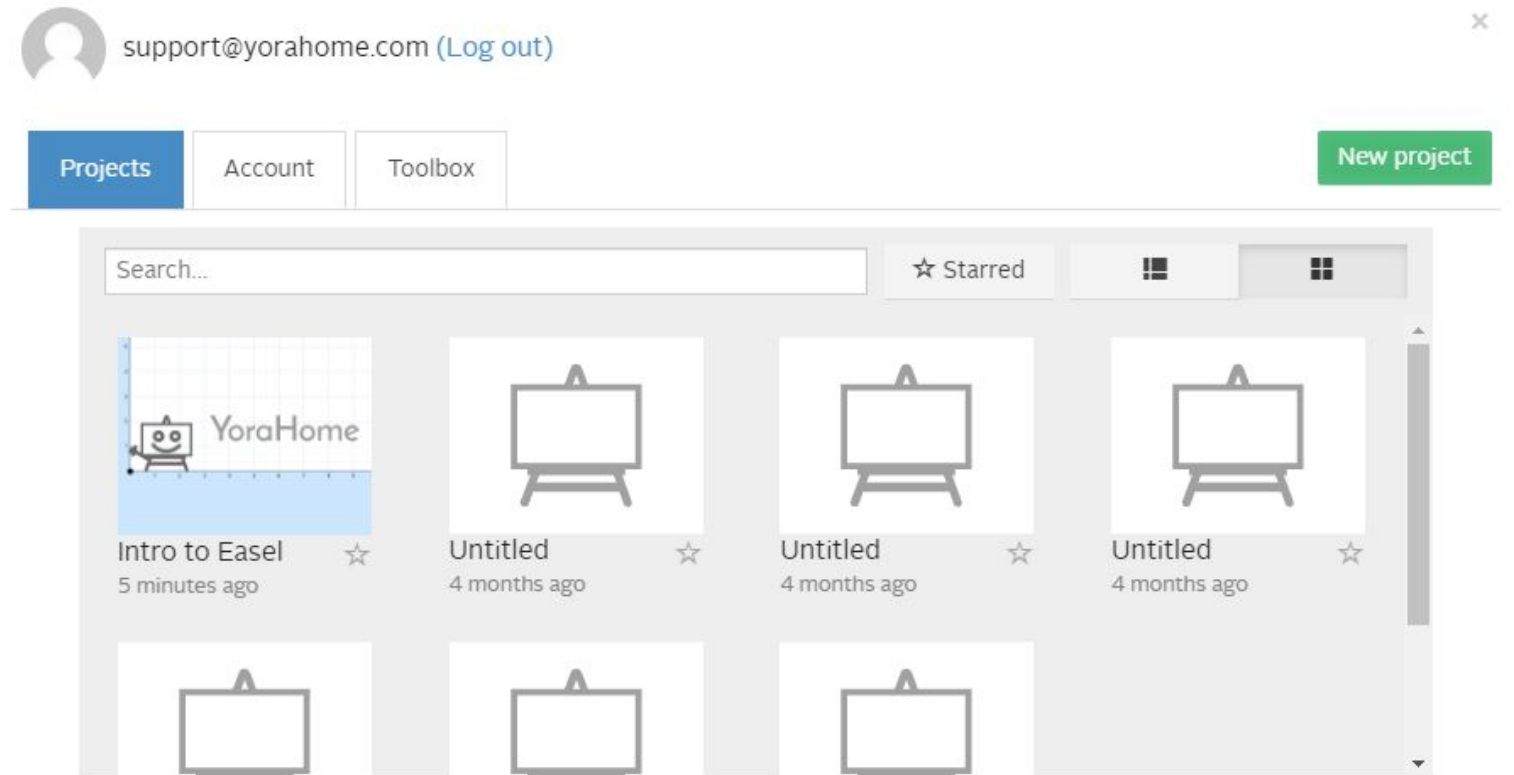 support@yorahome.com (Log out)
×
Projects
Account
Toolbox
New project
Search...
☆ Starred
YoraHome
Intro to Easel
Untitled
Untitled
Untitled
5 minutes ago
4 months ago
4 months ago
4 months ago